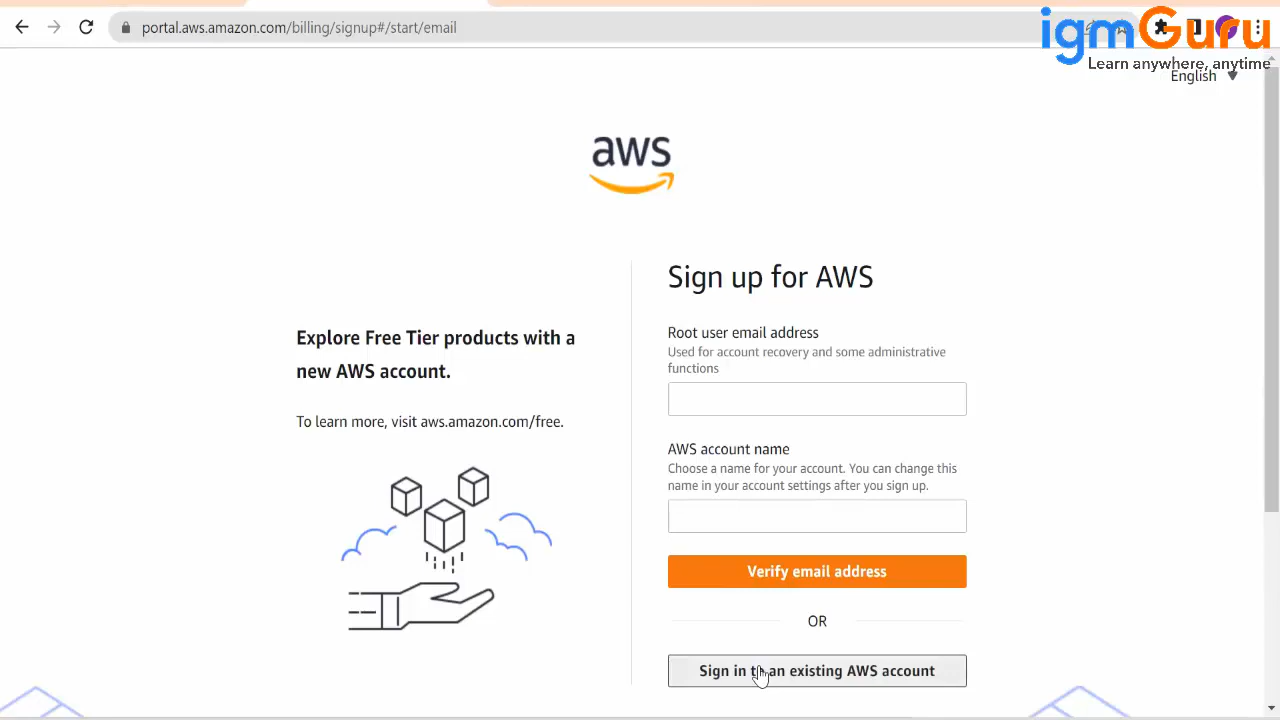 portal.aws.amazon.com/billing/signup#/start/email
igmGuru
Learn anywhere, anytime
English
aws
Explore Free Tier products with a
new AWS account.
To learn more, visit aws.amazon.com/free.
Sign up for AWS
Root user email address
Used for account recovery and some administrative
functions
AWS account name
Choose a name for your account. You can change this
name in your account settings after you sign up.
Verify email address
OR
Sign in to an existing AWS account